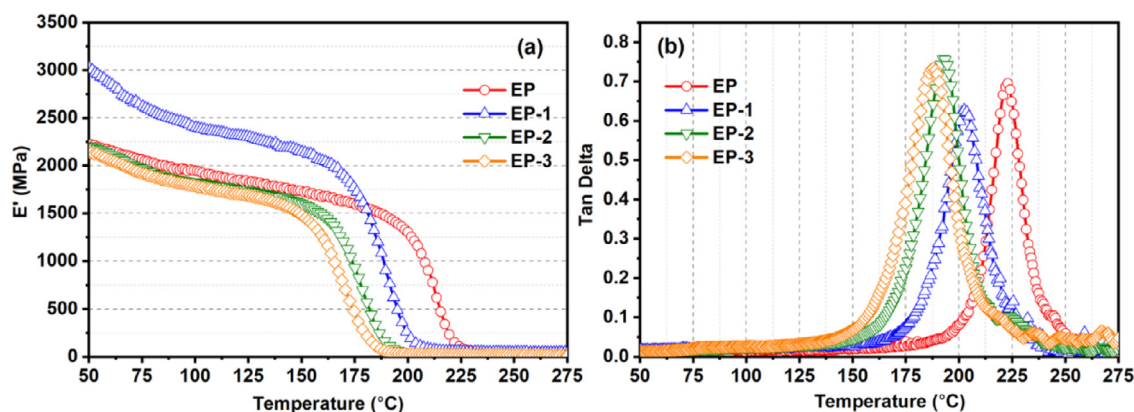 (a)
E' (MPa)
3500
3000
2500
2000
1500
1000
500
0
EP
EP-1
EP-2
EP-3
50 75 100 125 150 175 200 225 250 275
Temperature (°C)
(b)
Tan Delta
0.8
0.7
0.6
0.5
0.4
0.3
0.2
0.1
0.0
EP
EP-1
EP-2
EP-3
50 75 100 125 150 175 200 225 250 275
Temperature (°C)